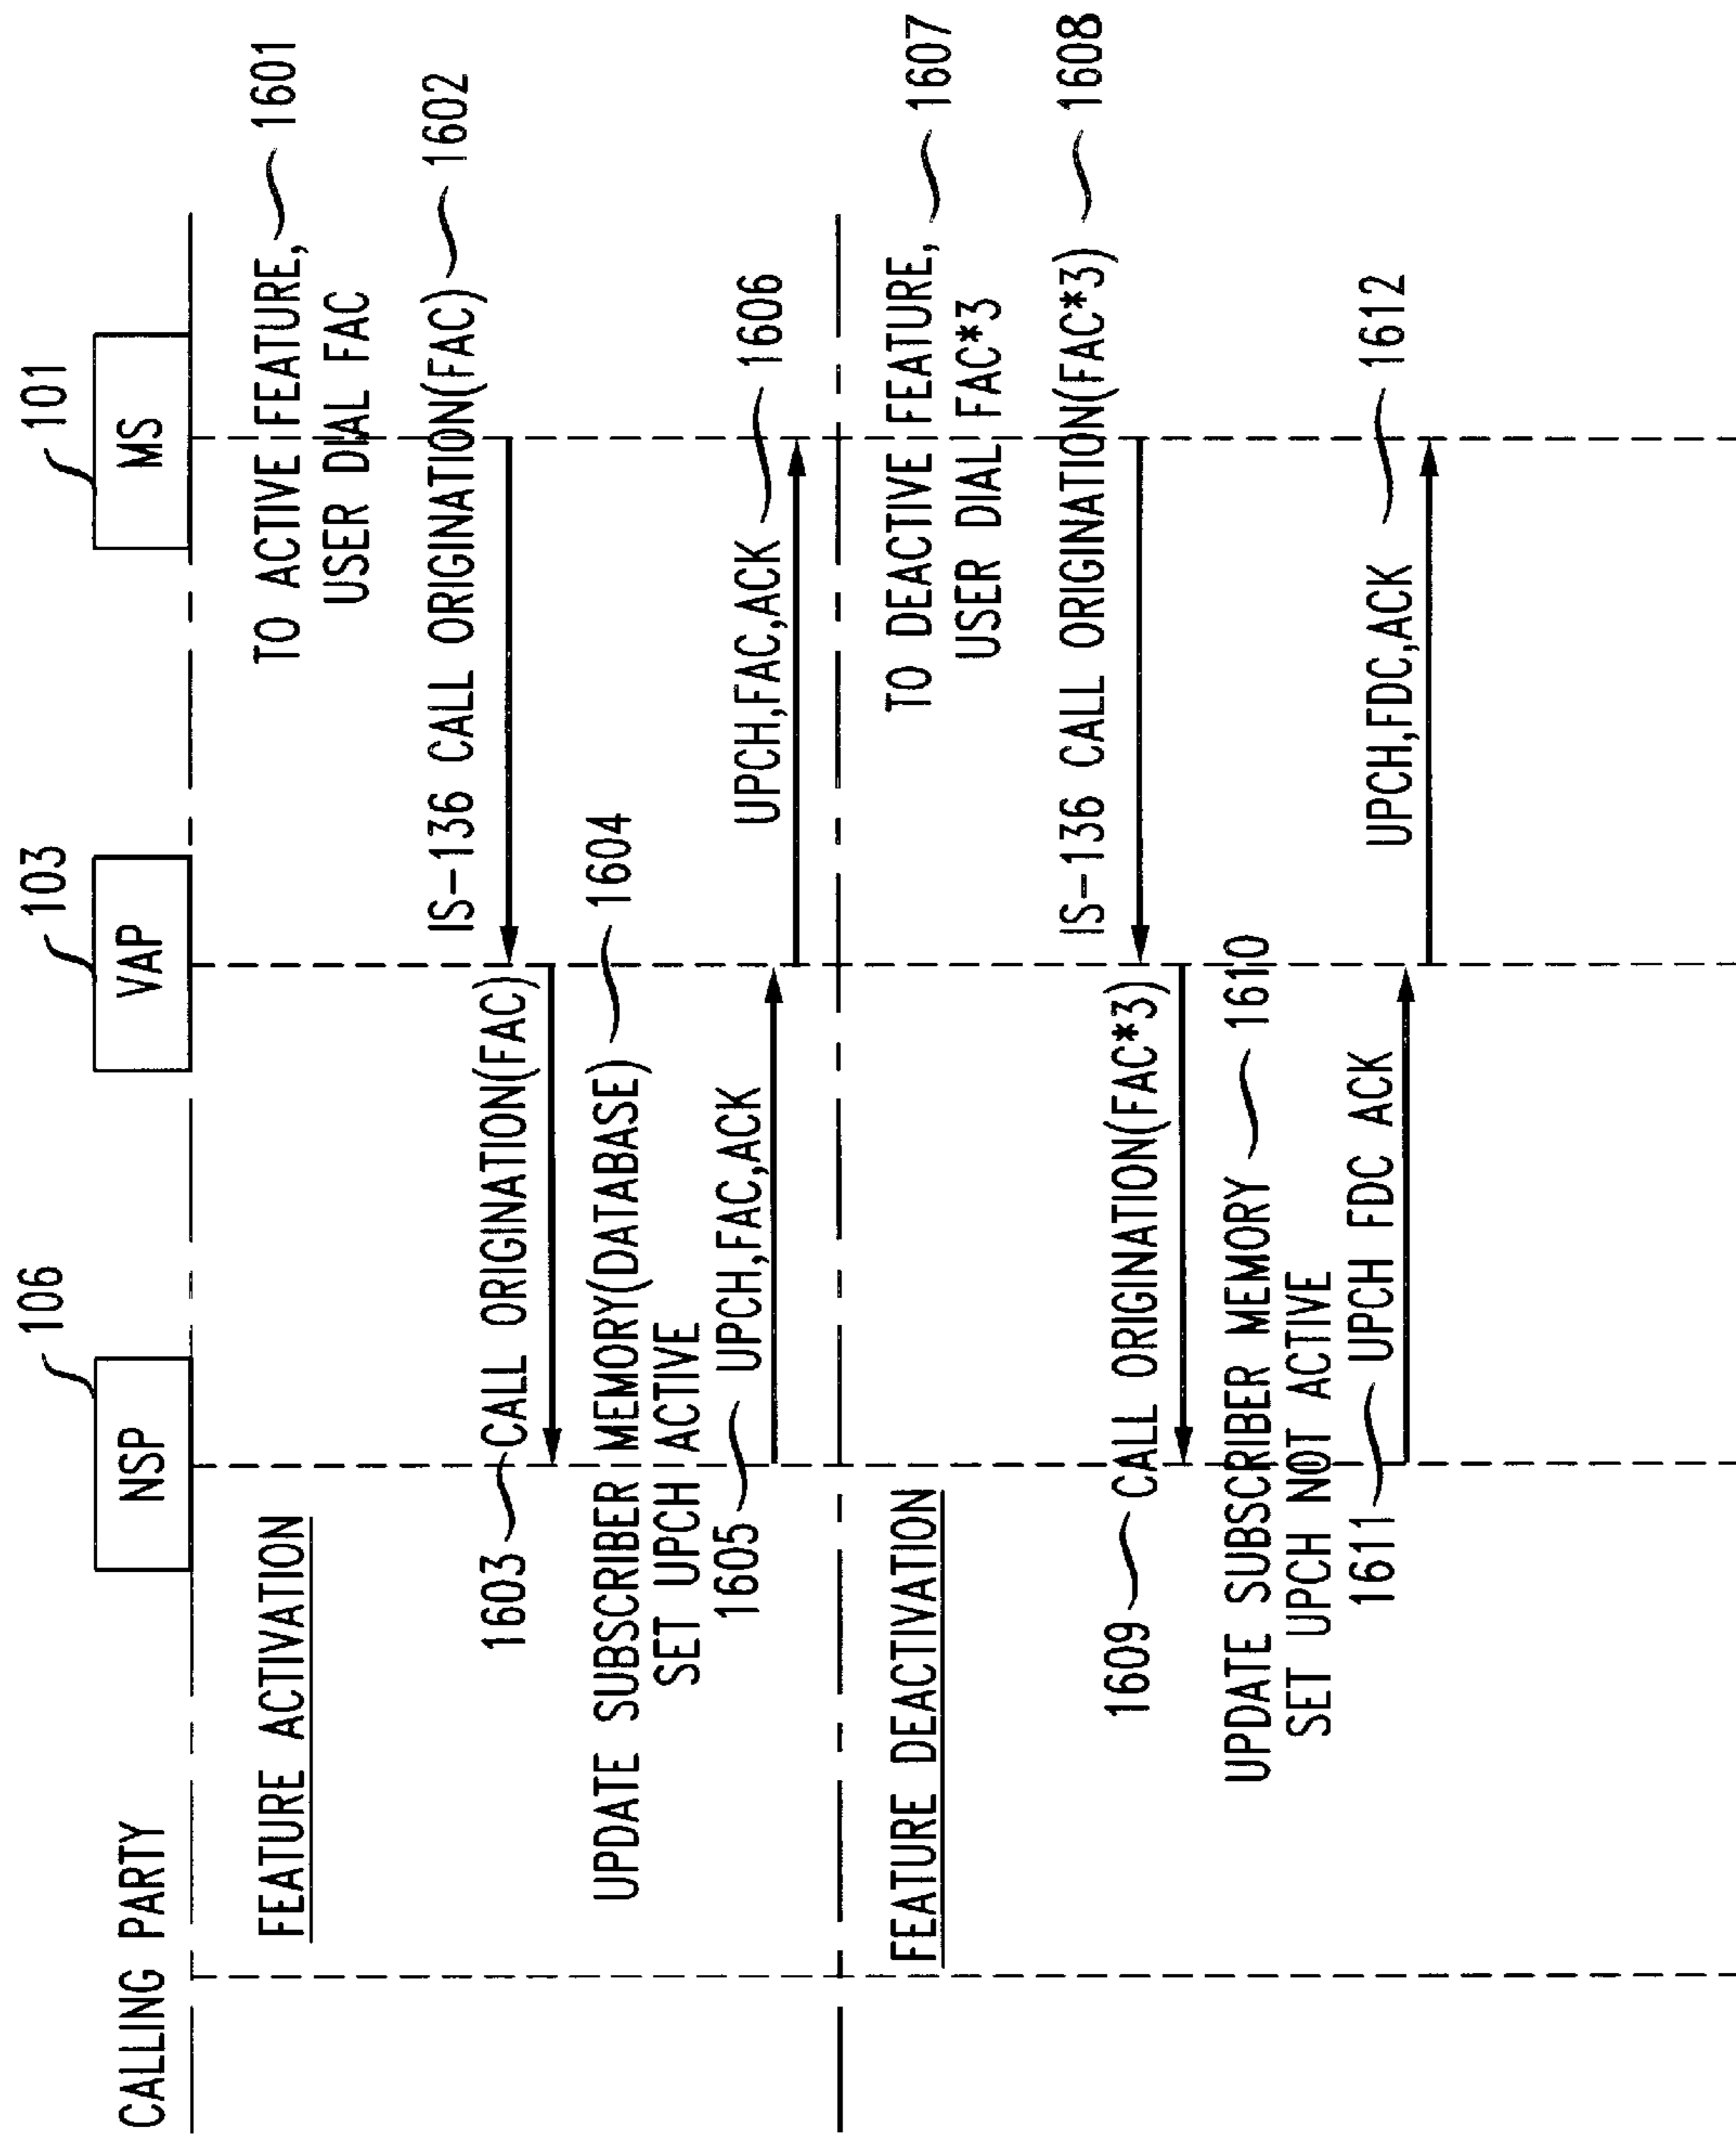 CALLING PARTY
106
NSP
103
VAP
101
MS
FEATURE ACTIVATION
TO ACTIVE FEATURE, 1601
USER DIAL FAC
IS-136 CALL ORIGINATION(FAC) 1602
1603 CALL ORIGINATION(FAC)
UPDATE SUBSCRIBER MEMORY(DATABASE) 1604
SET UPCH ACTIVE
1605 UPCH,FAC,ACK
UPCH,FAC,ACK 1606
FEATURE DEACTIVATION
TO DEACTIVE FEATURE, 1607
USER DIAL FAC*3
IS-136 CALL ORIGINATION(FAC*3) 1608
1609 CALL ORIGINATION(FAC*3)
UPDATE SUBSCRIBER MEMORY 1610
SET UPCH NOT ACTIVE
1611 UPCH FDC ACK
UPCH,FDC,ACK 1612